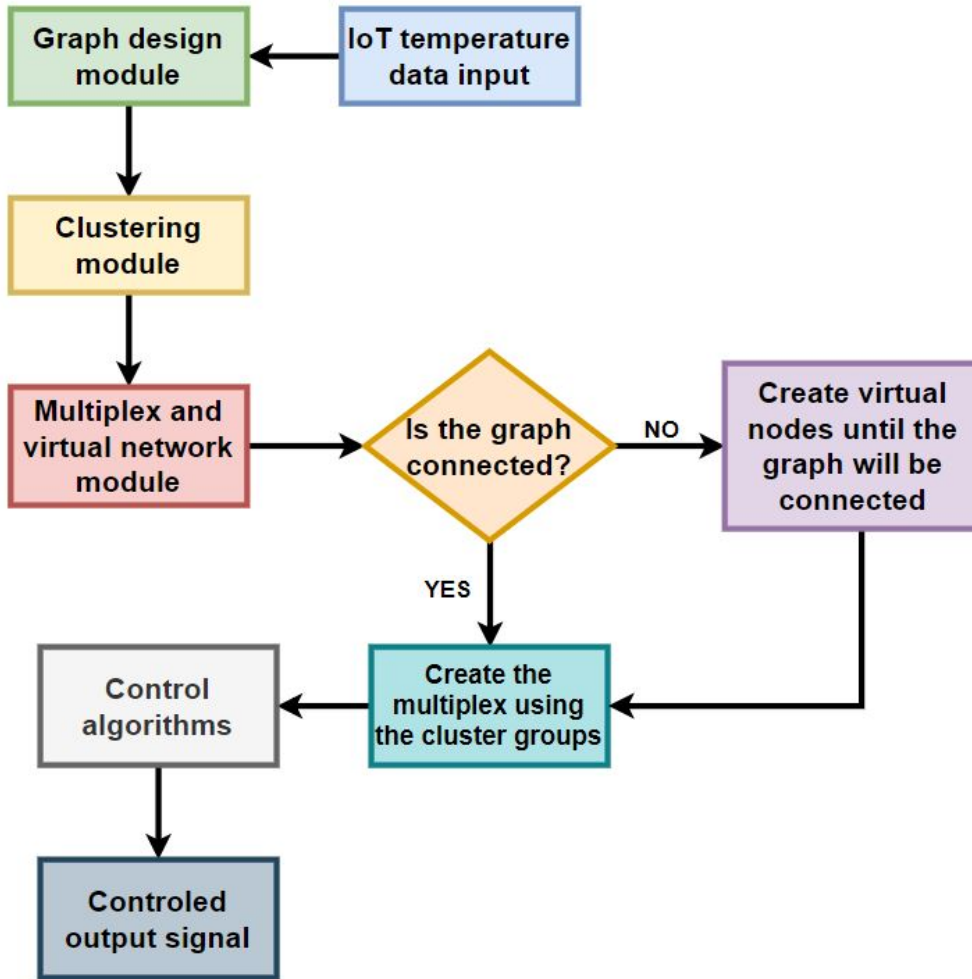 Graph design
module
IoT temperature
data input
Clustering
module
Multiplex and
virtual network
module
Is the graph
connected?
NO
Create virtual
nodes until the
graph will be
connected
YES
Create the
multiplex using
the cluster groups
Control
algorithms
Controled
output signal